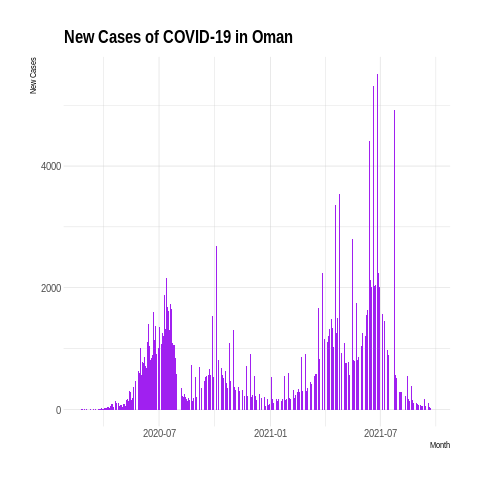 New Cases of COVID-19 in Oman
New Cases
4000
2000
0
2020-07 2021-01 2021-07
Month